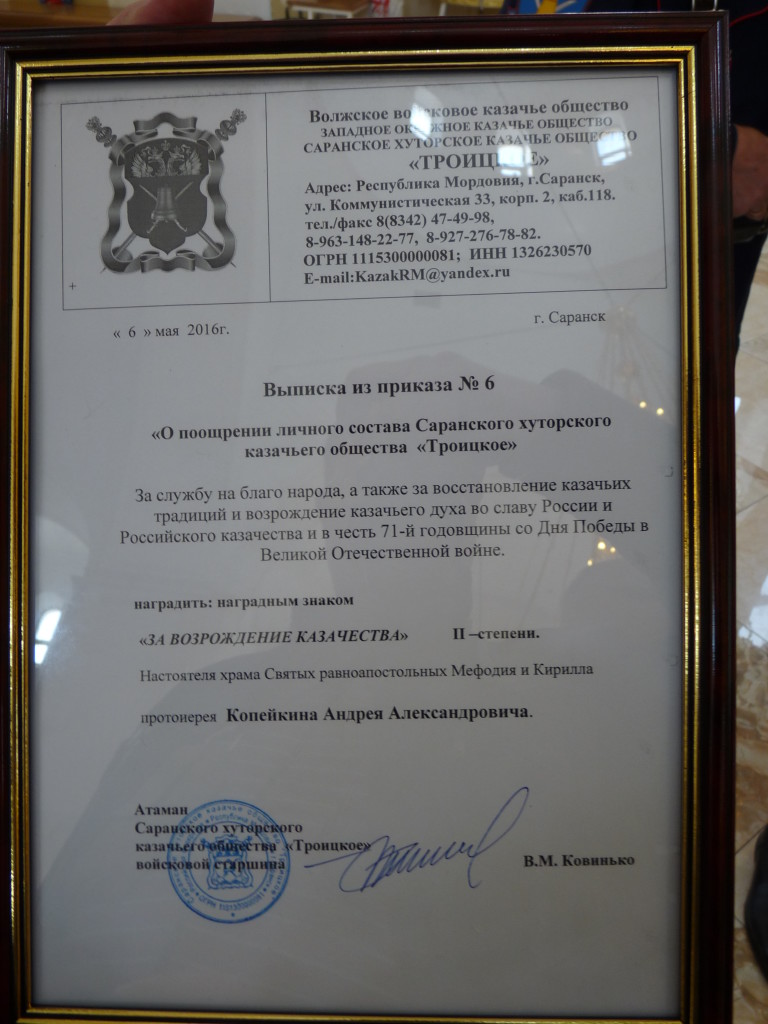 Волжское войсковое казачье общество
ЗАПАДНОЕ ОКРУЖНОЕ КАЗАЧЬЕ ОБЩЕСТВО
САРАНСКОЕ ХУТОРСКОЕ КАЗАЧЬЕ ОБЩЕСТВО
«ТРОИЦКОЕ»
Адрес: Республика Мордовия, г.Саранск,
ул. Коммунистическая 33, корп. 2, каб.118.
тел./факс 8(8342) 47-49-98,
8-963-148-22-77, 8-927-276-78-82.
ОГРН 1115300000081; ИНН 1326230570
E-mail:KazakRM@yandex.ru
« 6 » мая 2016г.
г. Саранск
Выписка из приказа № 6
«О поощрении личного состава Саранского хуторского
казачьего общества «Троицкое»
За службу на благо народа, а также за восстановление казачьих
традиций и возрождение казачьего духа во славу России и
Российского казачества и в честь 71-й годовщины со Дня Победы в
Великой Отечественной войне.
наградить: наградным знаком
«ЗА ВОЗРОЖДЕНИЕ КАЗАЧЕСТВА» II –степени.
Настоятеля храма Святых равноапостольных Мефодия и Кирилла
протоиерея Копейкина Андрея Александровича.
Атаман
Саранского хуторского
казачьего общества «Троицкое»
войсковой старшина
В.М. Ковинько